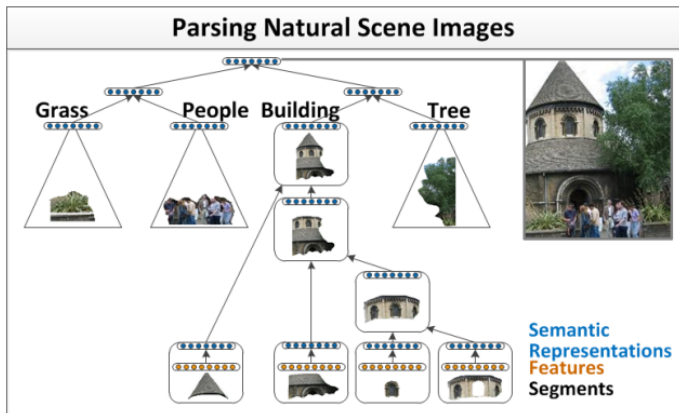 Parsing Natural Scene Images
Grass People Building Tree
Semantic
Representations
Features
Segments